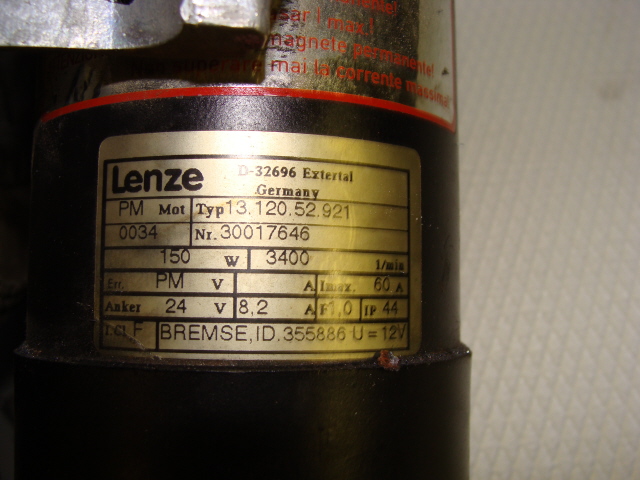 I max!
magnete permanente!
mai la corrente massima!
Lenze D-32696 Extertal
Germany
PM Mot Typ 13.120.52.921
0034 Nr. 30017646
150 W 3400 1/min
Err. PM V A Imax. 60 A
Anker 24 V 8,2 A F 1,0 IP 44
I.Cl F BREMSE, ID. 355886 U = 12V